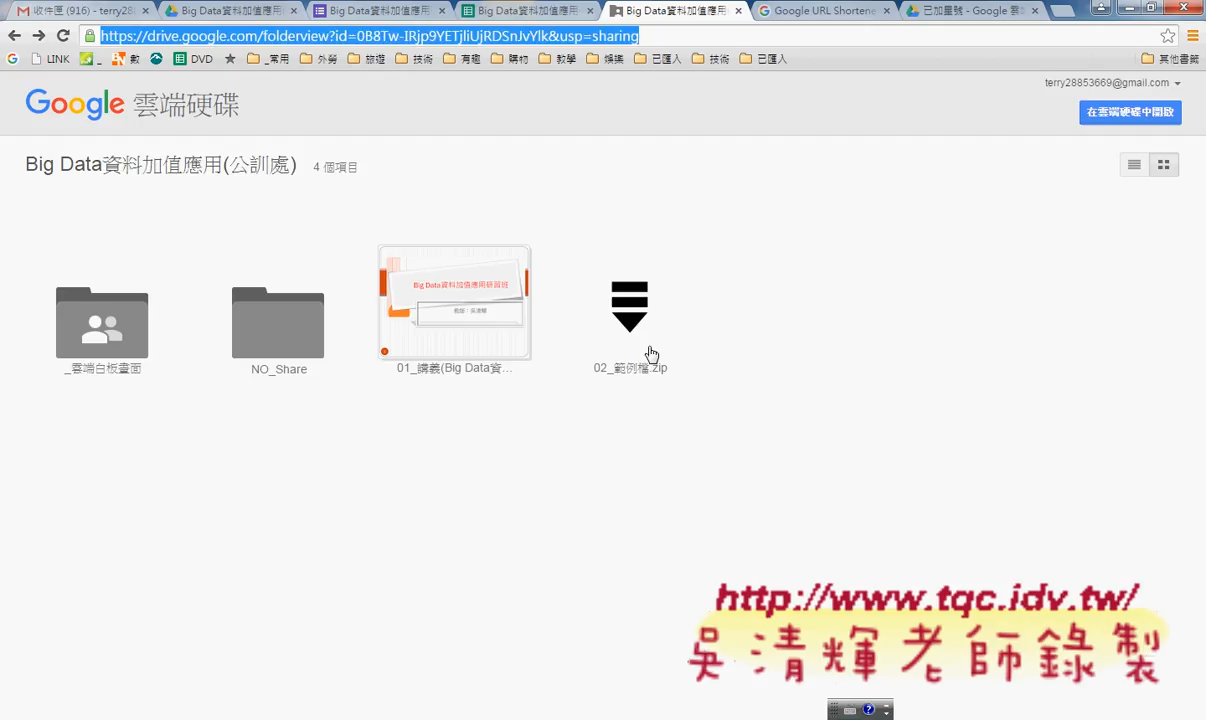 收件匣 (916) - terry28
Big Data資料加值應用
Big Data資料加值應用
Big Data資料加值應用
Big Data資料加值應用
Google URL Shortene
已加星號 - Google 雲
https://drive.google.com/folderview?id=0B8Tw-IRjp9YETjliUjRDSnJvYlk&usp=sharing
LINK
數
DVD
_常用
外勞
旅遊
技術
有趣
購物
教學
娛樂
已匯入
技術
已匯入
其他書籤
terry28853669@gmail.com
Google 雲端硬碟
在雲端硬碟中開啟
Big Data資料加值應用(公訓處) 4 個項目
Big Data資料加值應用研習班
_雲端白板畫面
NO_Share
01_講義(Big Data資...
02_範例檔.zip
http://www.tqc.idv.tw/
吳清輝老師錄製